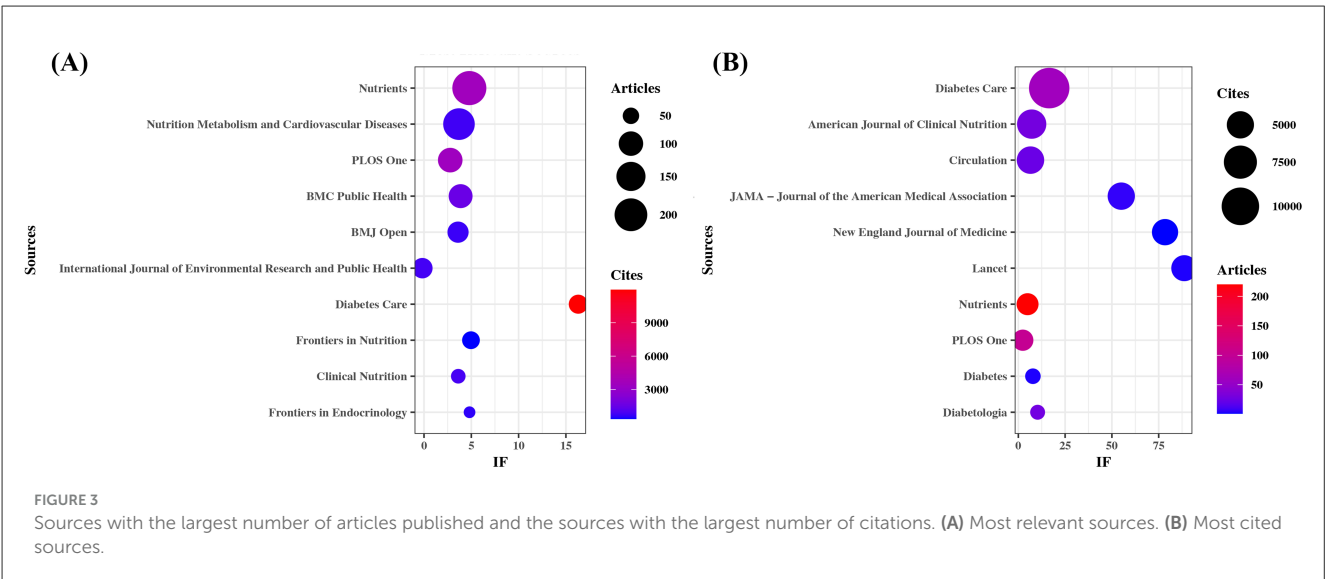 (A)
Sources
Nutrients
Nutrition Metabolism and Cardiovascular Diseases
PLOS One
BMC Public Health
BMJ Open
International Journal of Environmental Research and Public Health
Diabetes Care
Frontiers in Nutrition
Clinical Nutrition
Frontiers in Endocrinology
0 5 10 15
IF
Articles
50
100
150
200
Cites
9000
6000
3000
(B)
Sources
Diabetes Care
American Journal of Clinical Nutrition
Circulation
JAMA – Journal of the American Medical Association
New England Journal of Medicine
Lancet
Nutrients
PLOS One
Diabetes
Diabetologia
0 25 50 75
IF
Cites
5000
7500
10000
Articles
200
150
100
50
FIGURE 3
Sources with the largest number of articles published and the sources with the largest number of citations. (A) Most relevant sources. (B) Most cited
sources.